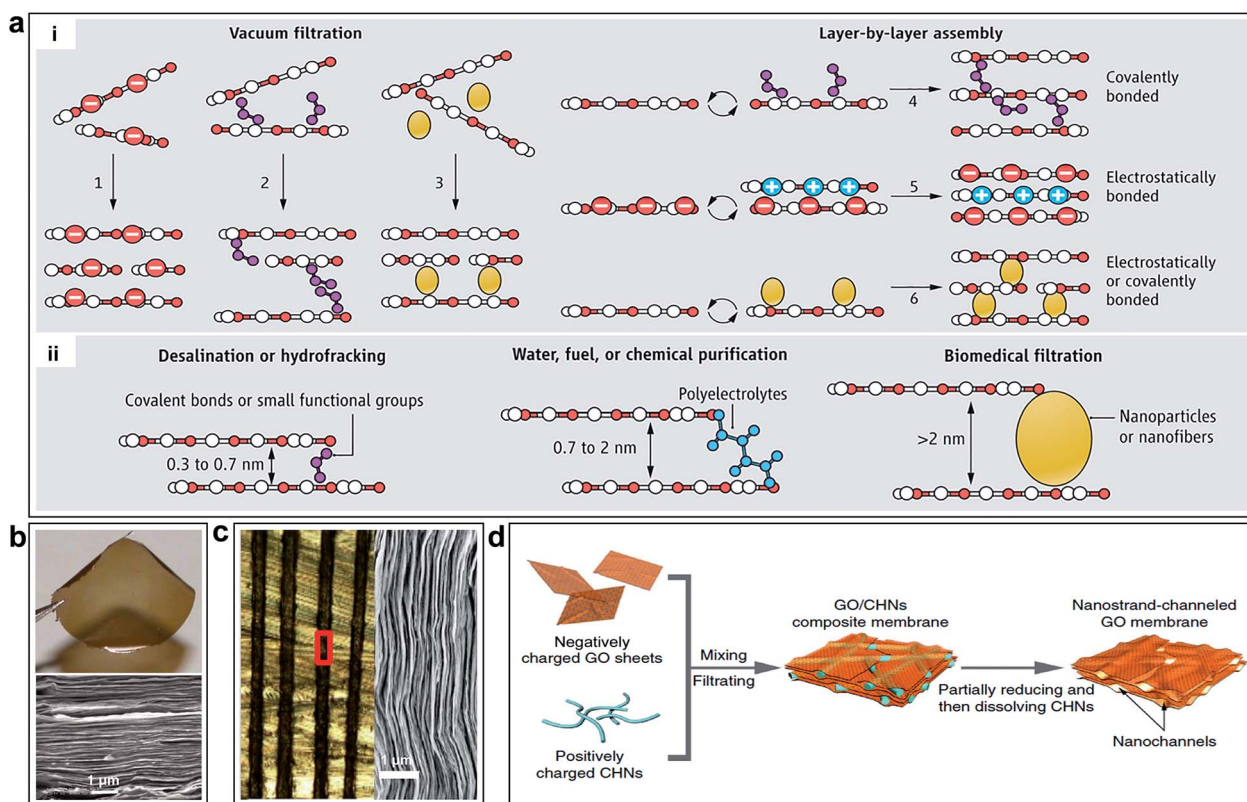 a
i
Vacuum filtration
Layer-by-layer assembly
1
2
3
4
Covalently
bonded
5
Electrostatically
bonded
6
Electrostatically
or covalently
bonded
ii
Desalination or hydrofracking
Covalent bonds or small functional groups
0.3 to 0.7 nm
Water, fuel, or chemical purification
Polyelectrolytes
0.7 to 2 nm
Biomedical filtration
>2 nm
Nanoparticles
or nanofibers
b
1 µm
c
1 µm
d
Negatively
charged GO sheets
Positively
charged CHNs
Mixing
Filtrating
GO/CHNs
composite membrane
Partially reducing and
then dissolving CHNs
Nanostrand-channeled
GO membrane
Nanochannels